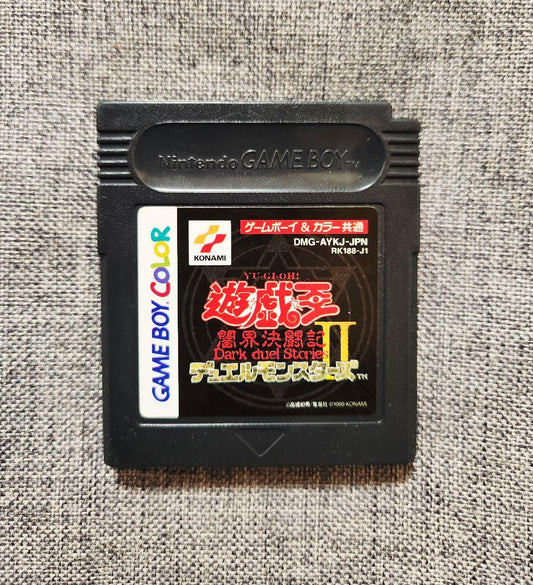 Nintendo GAME BOY TM
GAME BOY COLOR
KONAMI
ゲームボーイ & カラー共通
DMG-AYKJ-JPN
RK188-J1
YU-GI-OH!
遊戯王
闇界決闘記
Dark duel Stories
II
デュエルモンスターズ TM
©高橋和希/集英社 ©1999 KONAMI